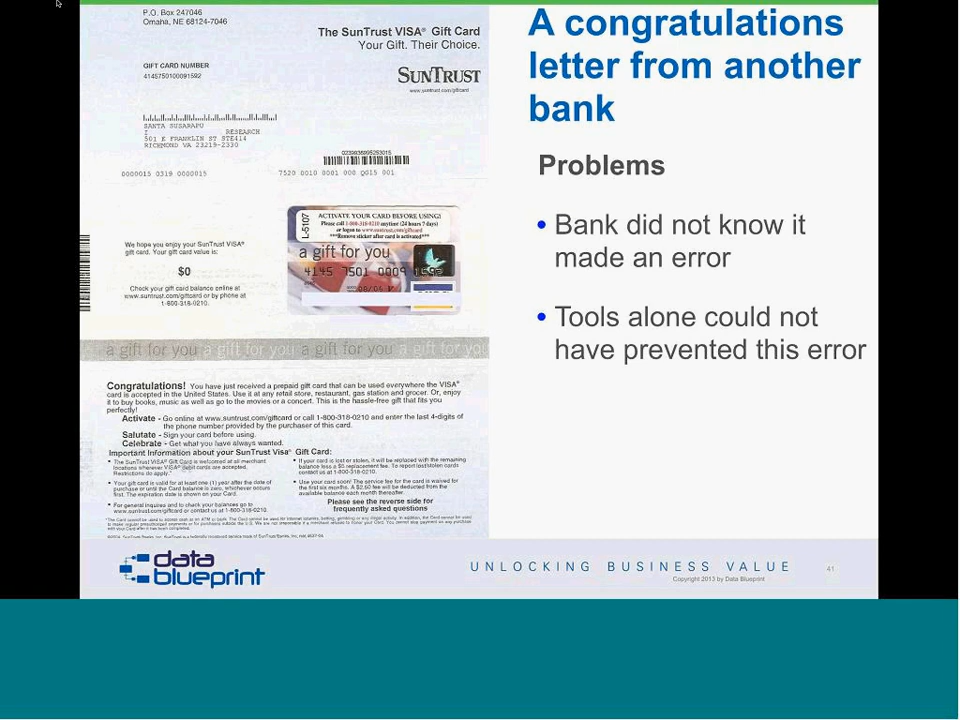 P.O. Box 247046
Omaha, NE 68124-7046
The SunTrust VISA® Gift Card
Your Gift. Their Choice.
GIFT CARD NUMBER
4145750100091592
SUNTRUST
www.suntrust.com/giftcard
SANTA SUSARAPU
I RESEARCH
501 E FRANKLIN ST STE414
RICHMOND VA 23219-2330
0000015 0319 0000015
7520 0010 0001 000 Q015 001
L-5107
ACTIVATE YOUR CARD BEFORE USING!
Please call 1-800-318-0210 anytime (24 hours 7 days)
or logon to www.suntrust.com/giftcard
***Remove sticker after card is activated***
a gift for you
4145 7501 0009
We hope you enjoy your SunTrust VISA®
gift card. Your gift card value is:
$0
Check your gift card balance online at
www.suntrust.com/giftcard or by phone at
1-800-318-0210.
a gift for you a gift for you a gift for you a gift for you
Congratulations! You have just received a prepaid gift card that can be used everywhere the VISA®
card is accepted in the United States. Use it at any retail store, restaurant, gas station and grocer. Or, enjoy
it to buy books, music as well as go to the movies or a concert. This is the hassle-free gift that fits you
perfectly!
Activate - Go online at www.suntrust.com/giftcard or call 1-800-318-0210 and enter the last 4-digits of
the phone number provided by the purchaser of this card.
Salutate - Sign your card before using.
Celebrate - Get what you have always wanted.
Important Information about your SunTrust Visa® Gift Card:
• The SunTrust VISA® Gift Card is welcomed at all merchant
locations wherever VISA® debit cards are accepted.
Restrictions do apply.*
• Your gift card is valid for at least one (1) year after the date of
purchase or until the Card balance is zero, whichever occurs
first. The expiration date is shown on your Card.
• For general inquires and to check your balances go to
www.suntrust.com/giftcard or contact us at 1-800-318-0210.
• If your card is lost or stolen, it will be replaced with the remaining
balance less a $5 replacement fee. To report lost/stolen cards
contact us at 1-800-318-0210.
• Use your card soon! The service fee for the card is waived for
the first six months. A $2.50 fee will be deducted from the
available balance each month thereafter.
Please see the reverse side for
frequently asked questions
A congratulations
letter from another
bank
Problems
• Bank did not know it
made an error
• Tools alone could not
have prevented this error
data
blueprint
UNLOCKING BUSINESS VALUE
Copyright 2013 by Data Blueprint
41